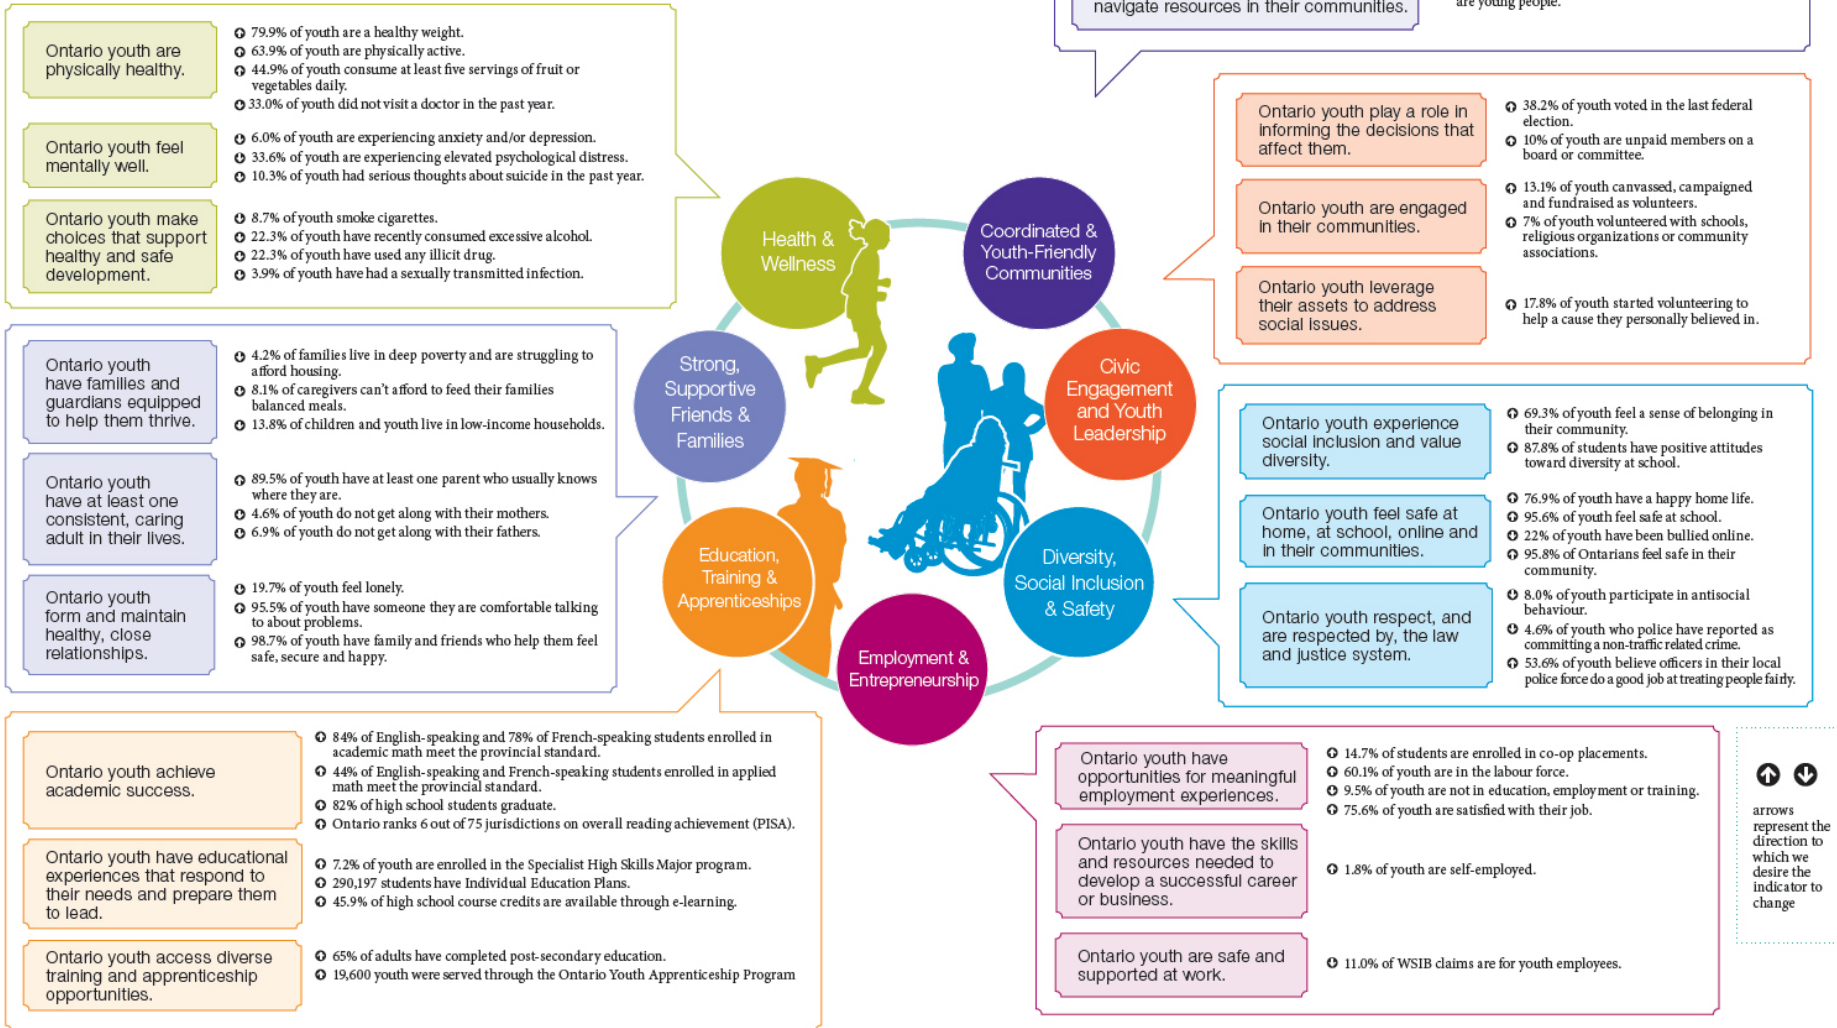 navigate resources in their communities.
are young people.
Ontario youth are
physically healthy.
79.9% of youth are a healthy weight.
63.9% of youth are physically active.
44.9% of youth consume at least five servings of fruit or
vegetables daily.
33.0% of youth did not visit a doctor in the past year.
Ontario youth feel
mentally well.
6.0% of youth are experiencing anxiety and/or depression.
33.6% of youth are experiencing elevated psychological distress.
10.3% of youth had serious thoughts about suicide in the past year.
Ontario youth make
choices that support
healthy and safe
development.
8.7% of youth smoke cigarettes.
22.3% of youth have recently consumed excessive alcohol.
22.3% of youth have used any illicit drug.
3.9% of youth have had a sexually transmitted infection.
Ontario youth
have families and
guardians equipped
to help them thrive.
4.2% of families live in deep poverty and are struggling to
afford housing.
8.1% of caregivers can't afford to feed their families
balanced meals.
13.8% of children and youth live in low-income households.
Ontario youth
have at least one
consistent, caring
adult in their lives.
89.5% of youth have at least one parent who usually knows
where they are.
4.6% of youth do not get along with their mothers.
6.9% of youth do not get along with their fathers.
Ontario youth
form and maintain
healthy, close
relationships.
19.7% of youth feel lonely.
95.5% of youth have someone they are comfortable talking
to about problems.
98.7% of youth have family and friends who help them feel
safe, secure and happy.
Ontario youth achieve
academic success.
84% of English-speaking and 78% of French-speaking students enrolled in
academic math meet the provincial standard.
44% of English-speaking and French-speaking students enrolled in applied
math meet the provincial standard.
82% of high school students graduate.
Ontario ranks 6 out of 75 jurisdictions on overall reading achievement (PISA).
Ontario youth have educational
experiences that respond to
their needs and prepare them
to lead.
7.2% of youth are enrolled in the Specialist High Skills Major program.
290,197 students have Individual Education Plans.
45.9% of high school course credits are available through e-learning.
Ontario youth access diverse
training and apprenticeship
opportunities.
65% of adults have completed post-secondary education.
19,600 youth were served through the Ontario Youth Apprenticeship Program
Health &
Wellness
Coordinated &
Youth-Friendly
Communities
Strong,
Supportive
Friends &
Families
Civic
Engagement
and Youth
Leadership
Education,
Training &
Apprenticeships
Diversity,
Social Inclusion
& Safety
Employment &
Entrepreneurship
Ontario youth play a role in
informing the decisions that
affect them.
38.2% of youth voted in the last federal
election.
10% of youth are unpaid members on a
board or committee.
Ontario youth are engaged
in their communities.
13.1% of youth canvassed, campaigned
and fundraised as volunteers.
7% of youth volunteered with schools,
religious organizations or community
associations.
Ontario youth leverage
their assets to address
social issues.
17.8% of youth started volunteering to
help a cause they personally believed in.
Ontario youth experience
social inclusion and value
diversity.
69.3% of youth feel a sense of belonging in
their community.
87.8% of students have positive attitudes
toward diversity at school.
Ontario youth feel safe at
home, at school, online and
in their communities.
76.9% of youth have a happy home life.
95.6% of youth feel safe at school.
22% of youth have been bullied online.
95.8% of Ontarians feel safe in their
community.
Ontario youth respect, and
are respected by, the law
and justice system.
8.0% of youth participate in antisocial
behaviour.
4.6% of youth who police have reported as
committing a non-traffic related crime.
53.6% of youth believe officers in their local
police force do a good job at treating people fairly.
Ontario youth have
opportunities for meaningful
employment experiences.
14.7% of students are enrolled in co-op placements.
60.1% of youth are in the labour force.
9.5% of youth are not in education, employment or training.
75.6% of youth are satisfied with their job.
Ontario youth have the skills
and resources needed to
develop a successful career
or business.
1.8% of youth are self-employed.
Ontario youth are safe and
supported at work.
11.0% of WSIB claims are for youth employees.
arrows
represent the
direction to
which we
desire the
indicator to
change